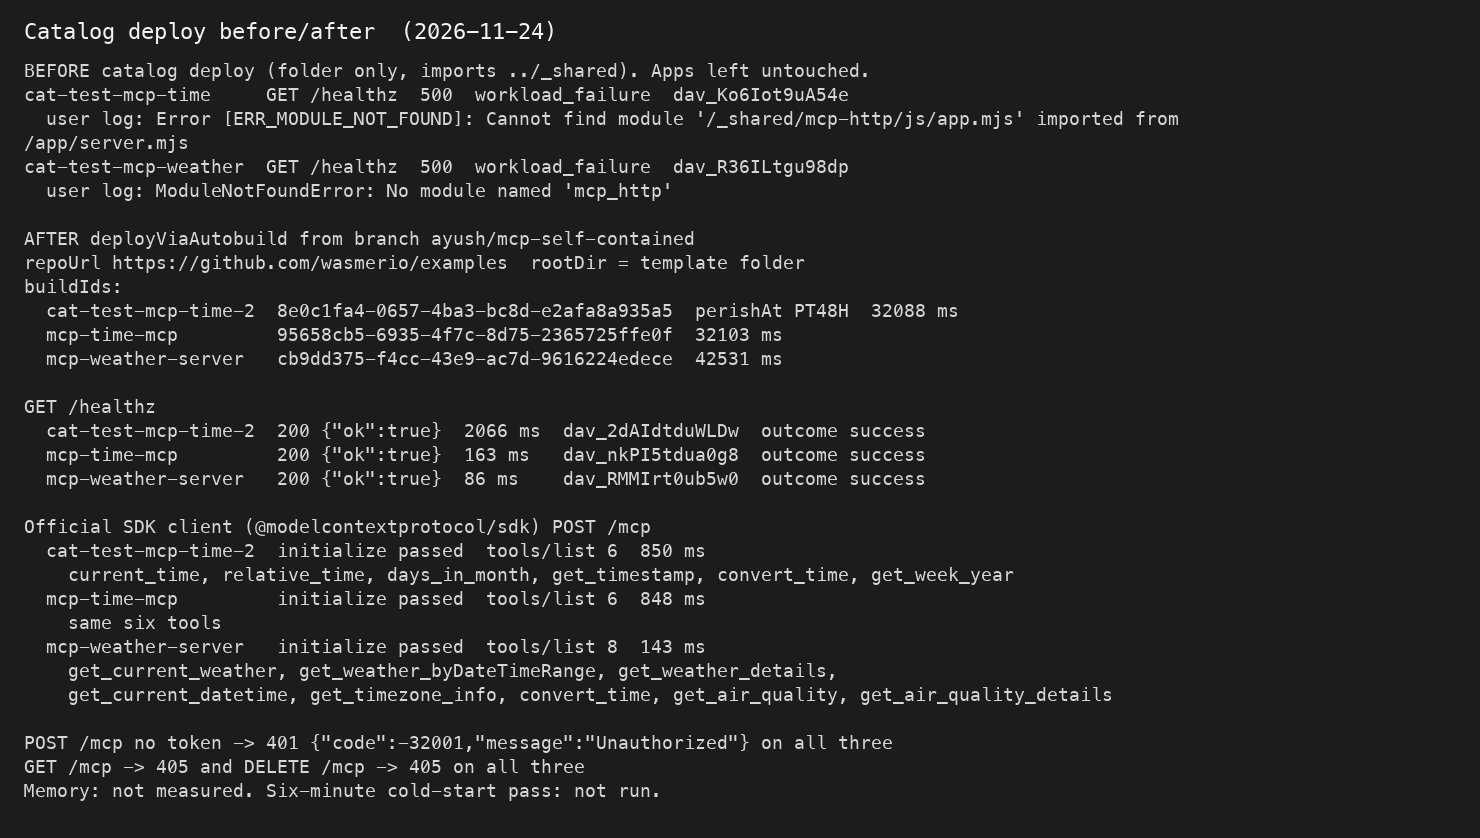 Catalog deploy before/after (2026-11-24)
BEFORE catalog deploy (folder only, imports ../_shared). Apps left untouched.
cat-test-mcp-time GET /healthz 500 workload_failure dav_Ko6Iot9uA54e
user log: Error [ERR_MODULE_NOT_FOUND]: Cannot find module '/_shared/mcp-http/js/app.mjs' imported from
/app/server.mjs
cat-test-mcp-weather GET /healthz 500 workload_failure dav_R36ILtgu98dp
user log: ModuleNotFoundError: No module named 'mcp_http'
AFTER deployViaAutobuild from branch ayush/mcp-self-contained
repoUrl https://github.com/wasmerio/examples rootDir = template folder
buildIds:
cat-test-mcp-time-2 8e0c1fa4-0657-4ba3-bc8d-e2afa8a935a5 perishAt PT48H 32088 ms
mcp-time-mcp 95658cb5-6935-4f7c-8d75-2365725ffe0f 32103 ms
mcp-weather-server cb9dd375-f4cc-43e9-ac7d-9616224edece 42531 ms
GET /healthz
cat-test-mcp-time-2 200 {"ok":true} 2066 ms dav_2dAIdtduWLDw outcome success
mcp-time-mcp 200 {"ok":true} 163 ms dav_nkPI5tdua0g8 outcome success
mcp-weather-server 200 {"ok":true} 86 ms dav_RMMIrt0ub5w0 outcome success
Official SDK client (@modelcontextprotocol/sdk) POST /mcp
cat-test-mcp-time-2 initialize passed tools/list 6 850 ms
current_time, relative_time, days_in_month, get_timestamp, convert_time, get_week_year
mcp-time-mcp initialize passed tools/list 6 848 ms
same six tools
mcp-weather-server initialize passed tools/list 8 143 ms
get_current_weather, get_weather_byDateTimeRange, get_weather_details,
get_current_datetime, get_timezone_info, convert_time, get_air_quality, get_air_quality_details
POST /mcp no token -> 401 {"code":-32001,"message":"Unauthorized"} on all three
GET /mcp -> 405 and DELETE /mcp -> 405 on all three
Memory: not measured. Six-minute cold-start pass: not run.